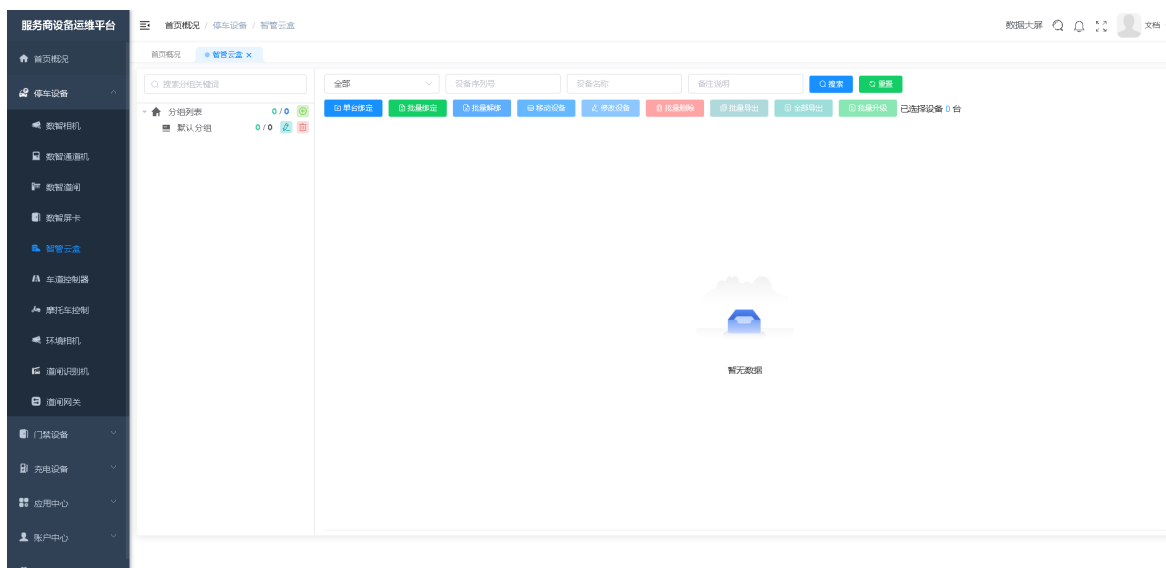 服务商设备运维平台
首页概况 / 停车设备 / 智管云盒
数据大屏
文档
首页概况
智管云盒 ×
首页概况
停车设备
数智相机
数智通道机
数智道闸
数智屏卡
智管云盒
车道控制器
摩托车控制
环境相机
道闸识别机
道闸网关
门禁设备
充电设备
应用中心
账户中心
搜索分组关键词
分组列表 0 / 0
默认分组 0 / 0
全部 设备序列号 设备名称 备注说明 搜索 重置
单台绑定 批量绑定 批量解绑 移动设备 修改设备 批量删除 批量导出 全部导出 批量升级 已选择设备 0 台
暂无数据